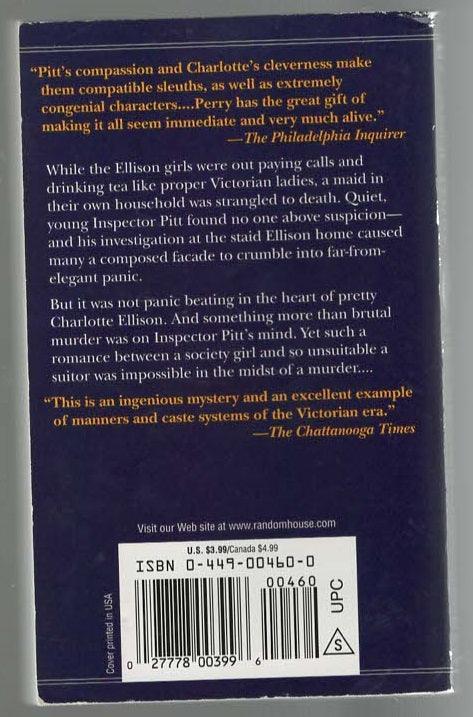 “Pitt's compassion and Charlotte's cleverness make
them compatible sleuths, as well as extremely
congenial characters....Perry has the great gift of
making it all seem immediate and very much alive.”
—The Philadelphia Inquirer
While the Ellison girls were out paying calls and
drinking tea like proper Victorian ladies, a maid in
their own household was strangled to death. Quiet,
young Inspector Pitt found no one above suspicion—
and his investigation at the staid Ellison home caused
many a composed facade to crumble into far-from-
elegant panic.
But it was not panic beating in the heart of pretty
Charlotte Ellison. And something more than brutal
murder was on Inspector Pitt's mind. Yet such a
romance between a society girl and so unsuitable a
suitor was impossible in the midst of a murder....
“This is an ingenious mystery and an excellent example
of manners and caste systems of the Victorian era.”
—The Chattanooga Times
Visit our Web site at www.randomhouse.com
U.S. $3.99/Canada $4.99
ISBN 0-449-00460-0
00460
0 27778 00399 6
UPC
S
Cover printed in USA